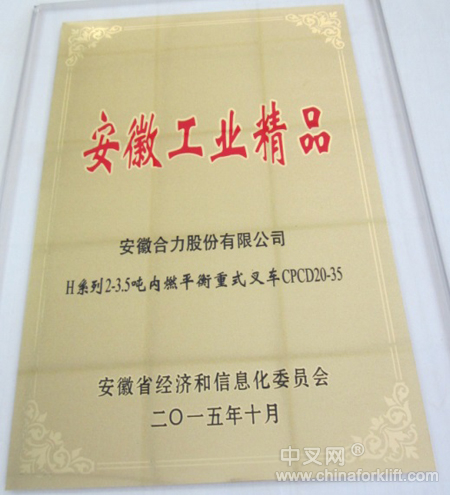 安徽工业精品
安徽合力股份有限公司
H系列2-3.5吨内燃平衡重式叉车CPCD20-35
安徽省经济和信息化委员会
二〇一五年十月
中叉网®
www.chinaforklift.com